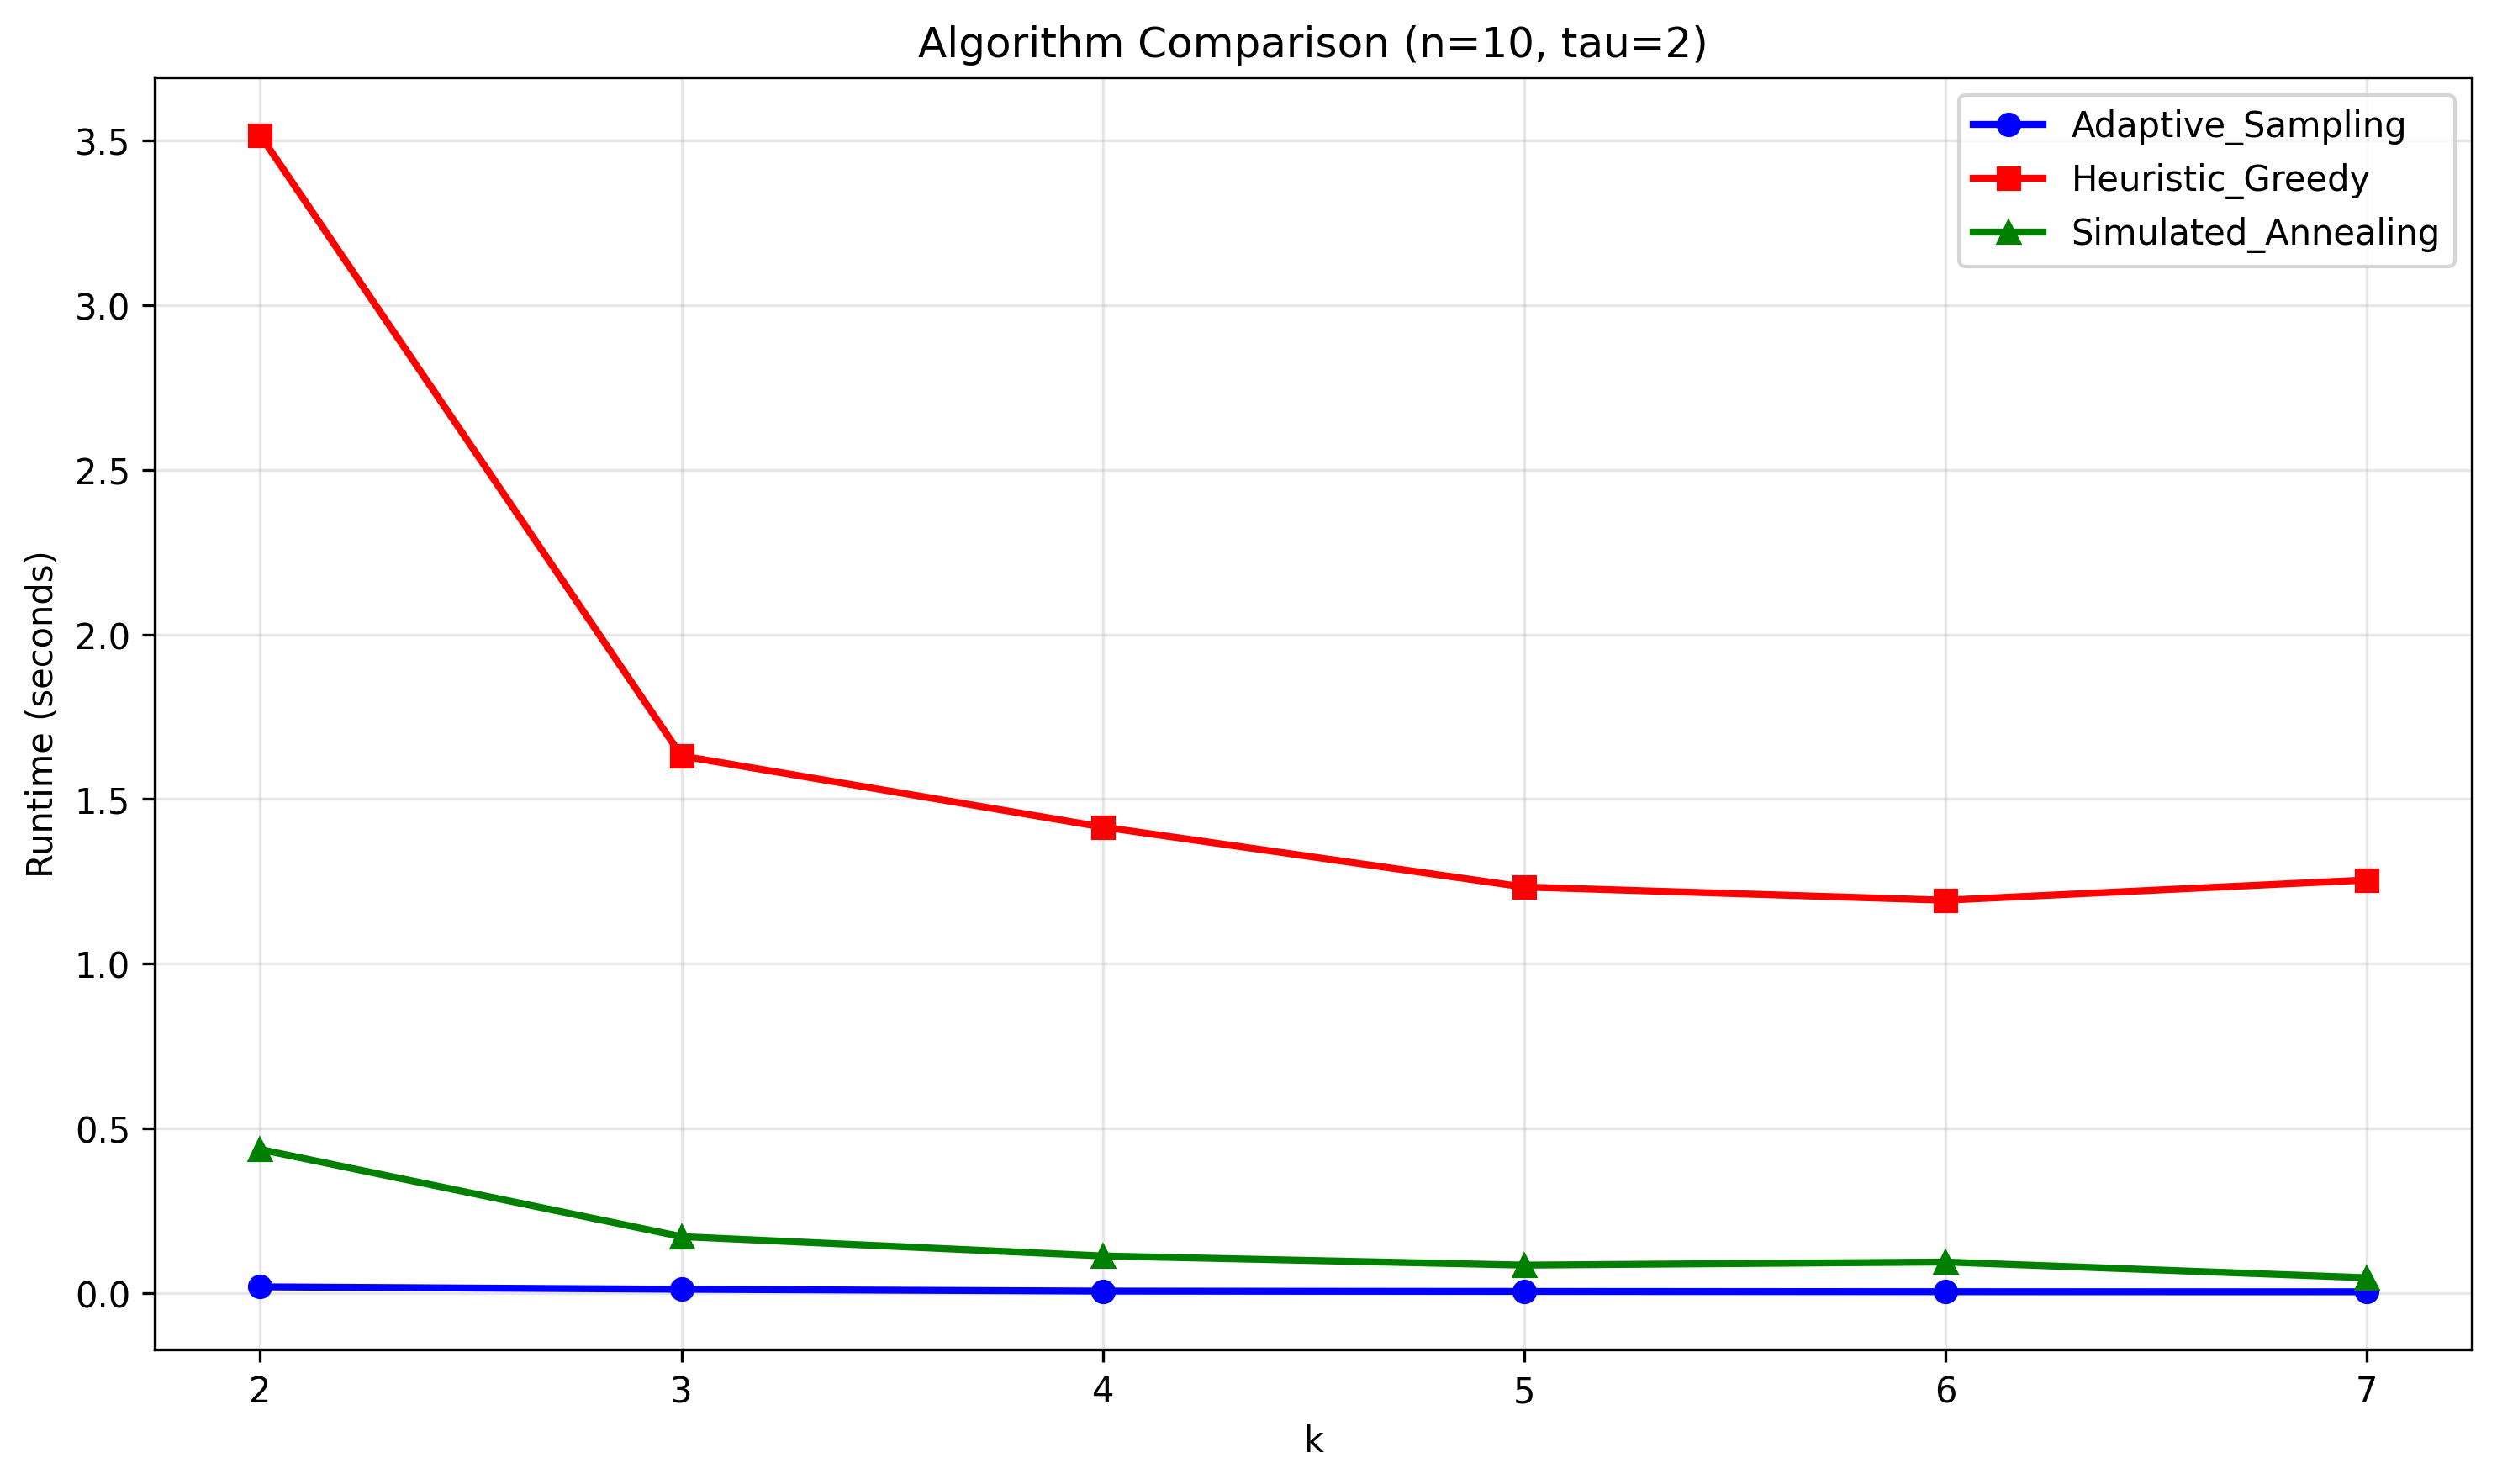 Algorithm Comparison (n=10, tau=2)
Adaptive_Sampling
Heuristic_Greedy
Simulated_Annealing
Runtime (seconds)
3.5
3.0
2.5
2.0
1.5
1.0
0.5
0.0
2 3 4 5 6 7
k